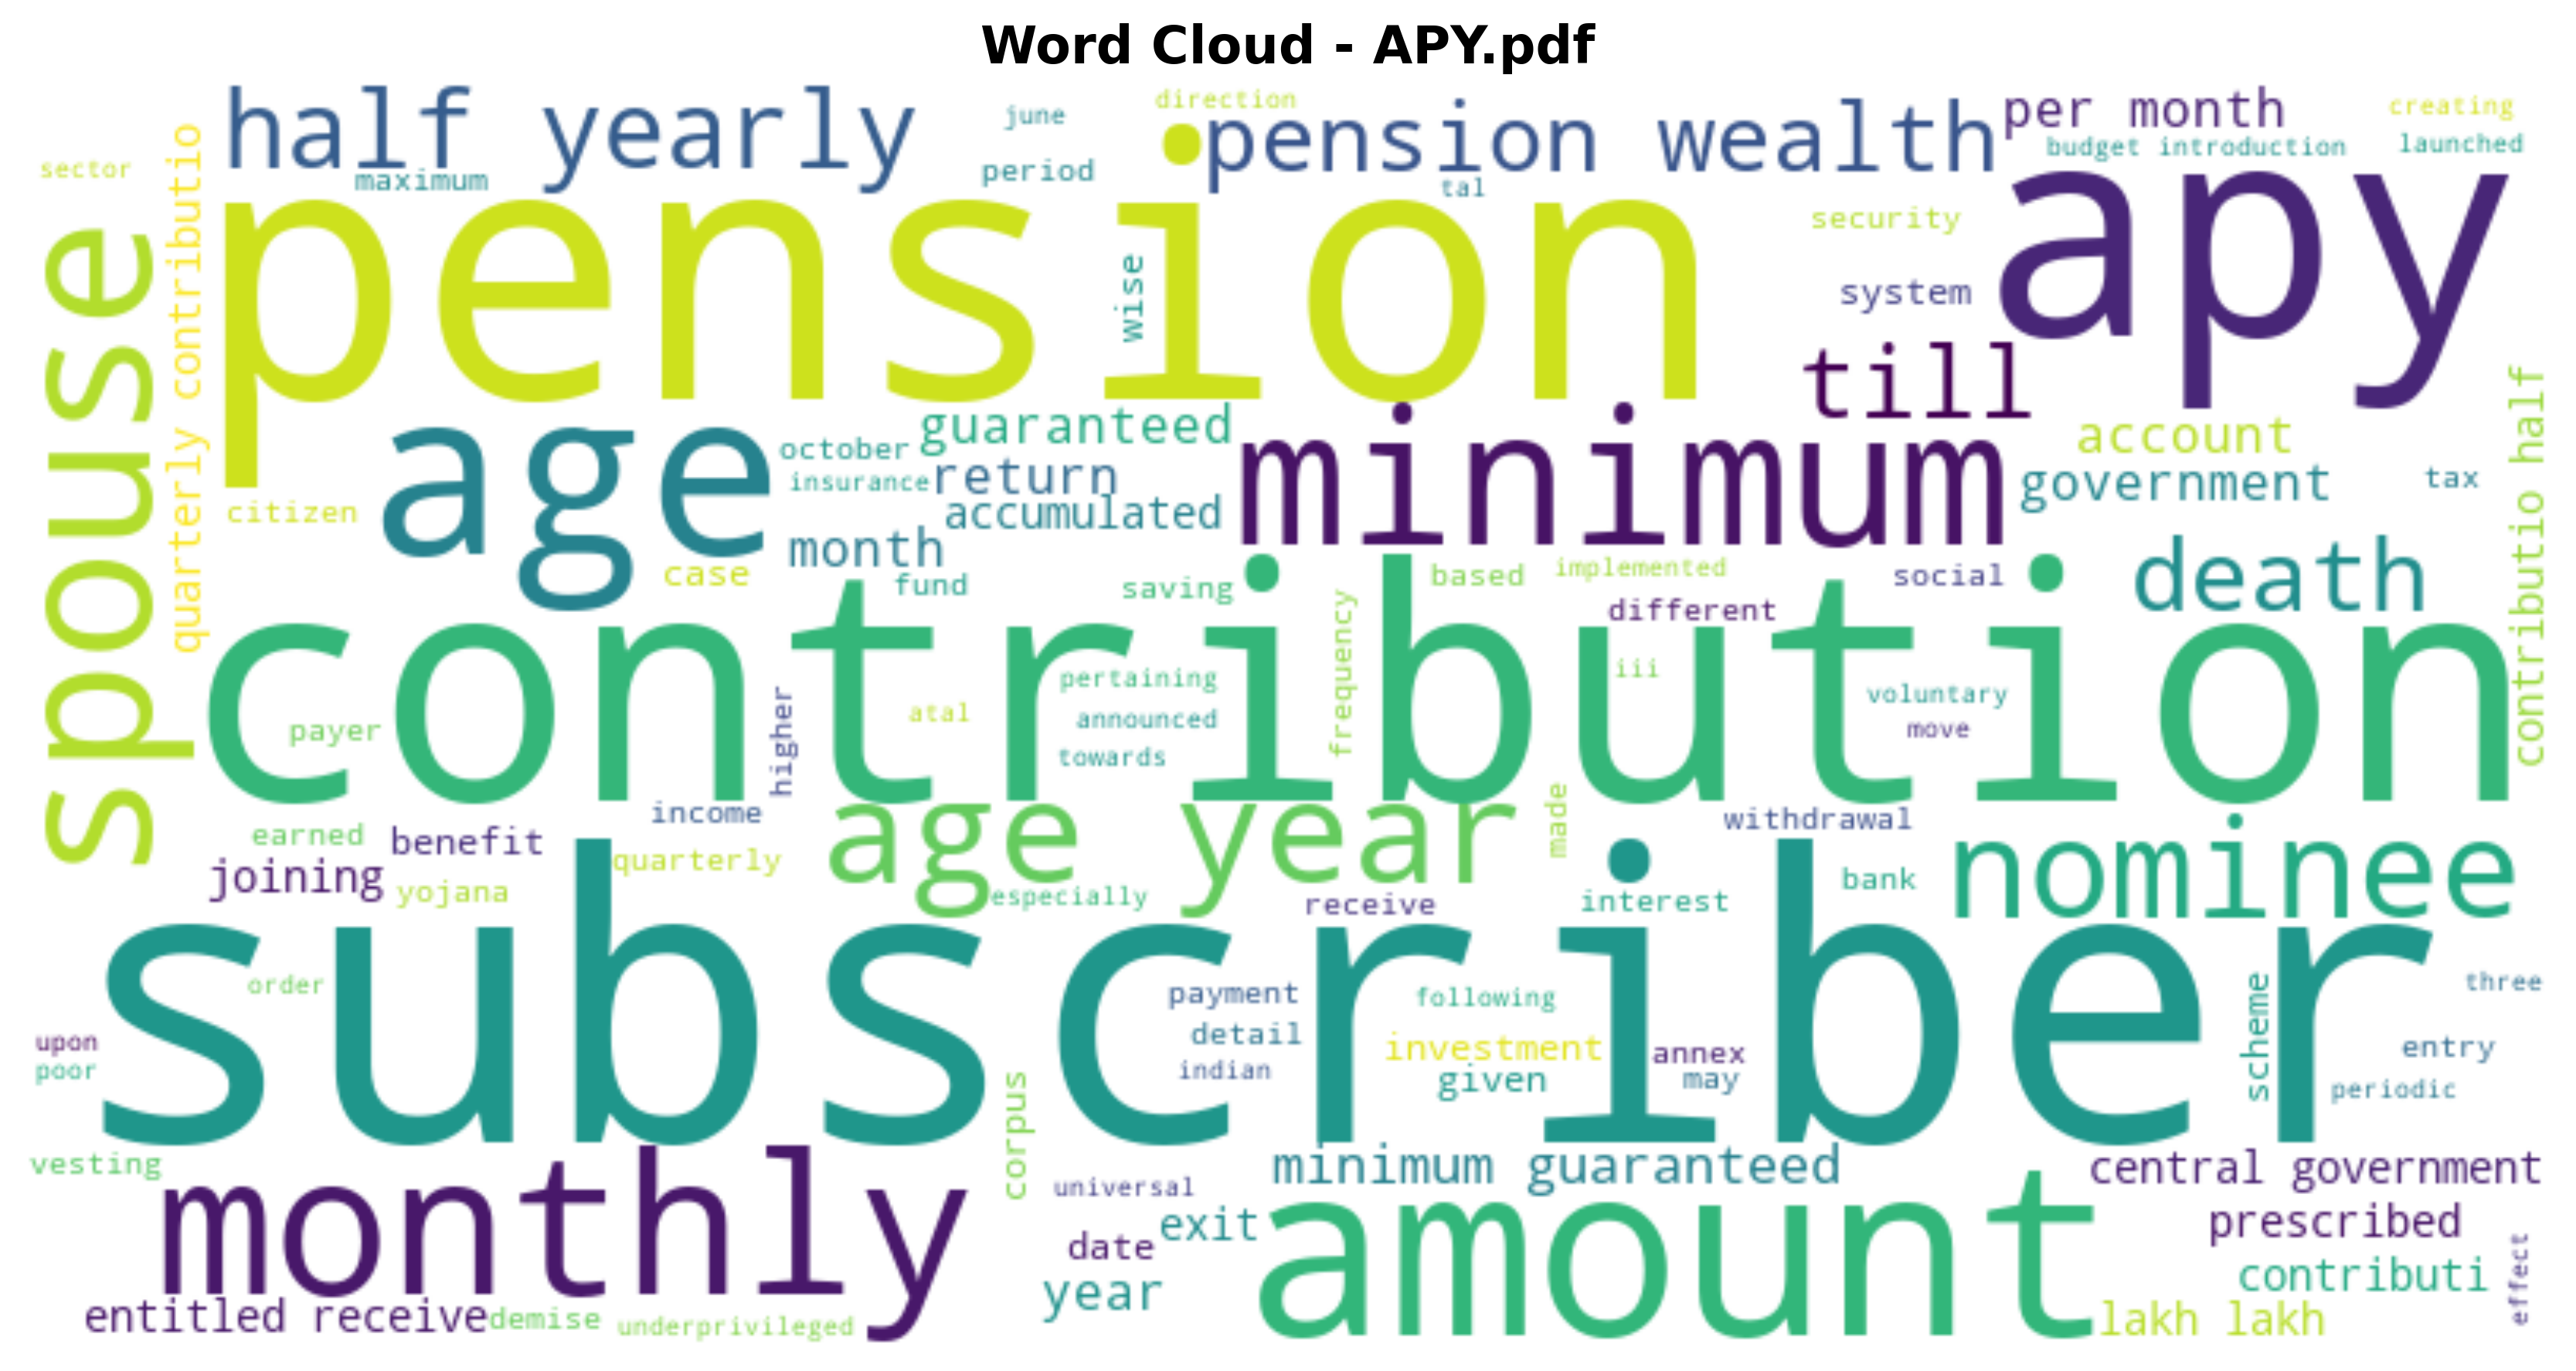 Word Cloud - APY.pdf
half yearly
june
direction
pension wealth
per month
creating
budget introduction
launched
sector
maximum
period
tal
quarterly contributio
spouse
pension
wise
security
system
apy
till
age
october
guaranteed
insurance
return
accumulated
month
minimum
account
government
tax
contributio half
citizen
case
fund
saving
based
implemented
social
different
death
contribution
frequency
pertaining
announced
towards
iii
voluntary
move
payer
atal
higher
income
age year
made
withdrawal
earned
benefit
joining
yojana
quarterly
especially
receive
interest
bank
nominee
subscriber
order
payment
detail
indian
following
investment
given
annex
may
scheme
three
entry
periodic
upon
poor
corpus
vesting
monthly
universal
minimum guaranteed
central government
date
exit
year
amount
prescribed
contributi
effect
entitled receive
demise
underprivileged
lakh lakh